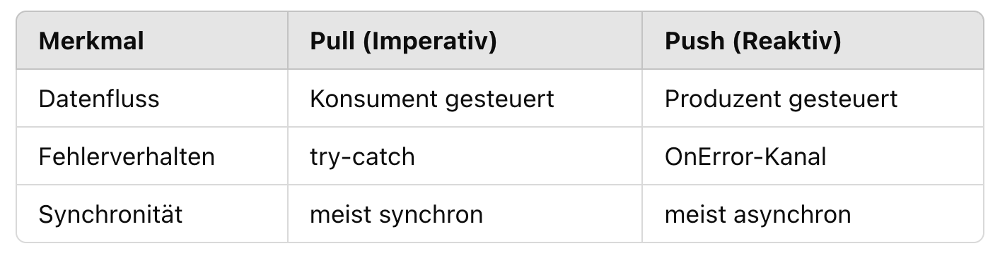 Merkmal Pull (Imperativ) Push (Reaktiv)
Datenfluss Konsument gesteuert Produzent gesteuert
Fehlerverhalten try-catch OnError-Kanal
Synchronität meist synchron meist asynchron